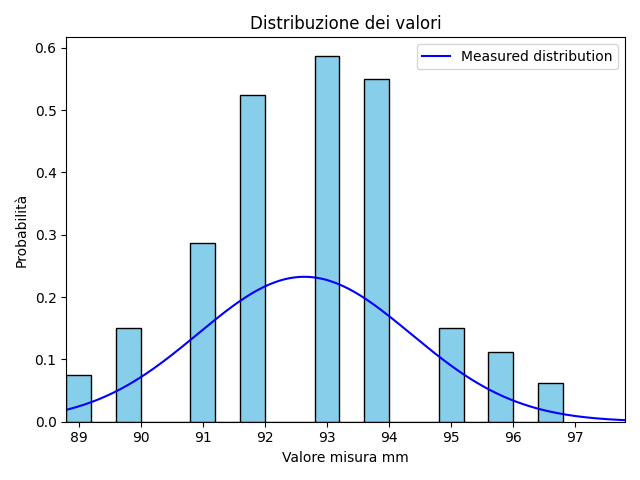 Distribuzione dei valori
Measured distribution
Probabilità
0.6
0.5
0.4
0.3
0.2
0.1
0.0
89 90 91 92 93 94 95 96 97
Valore misura mm